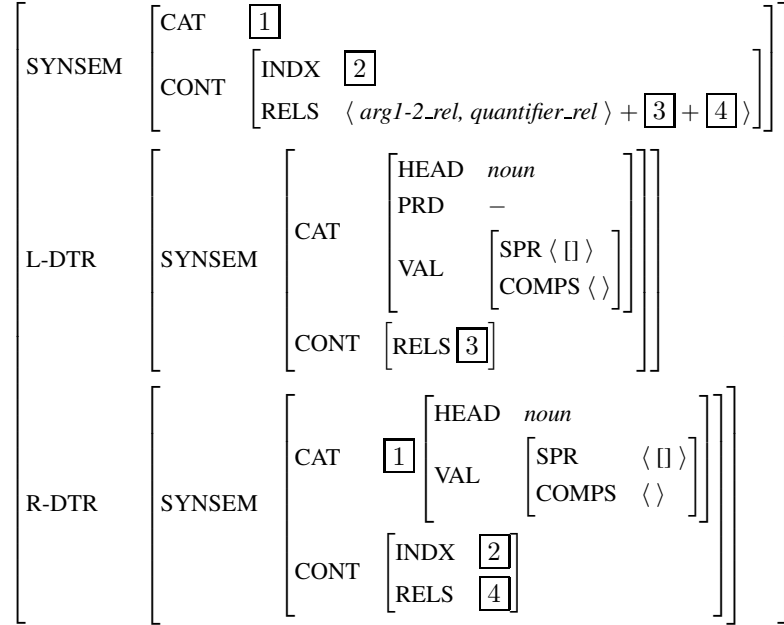 CAT 1
SYNSEM
INDX 2
CONT
RELS ⟨ arg1-2_rel, quantifier_rel ⟩ + 3 + 4 ⟩
HEAD noun
PRD −
CAT
SPR ⟨ [] ⟩
VAL
COMPS ⟨ ⟩
L-DTR SYNSEM
CONT RELS 3
HEAD noun
CAT 1
SPR ⟨ [] ⟩
VAL
COMPS ⟨ ⟩
R-DTR SYNSEM
INDX 2
CONT
RELS 4